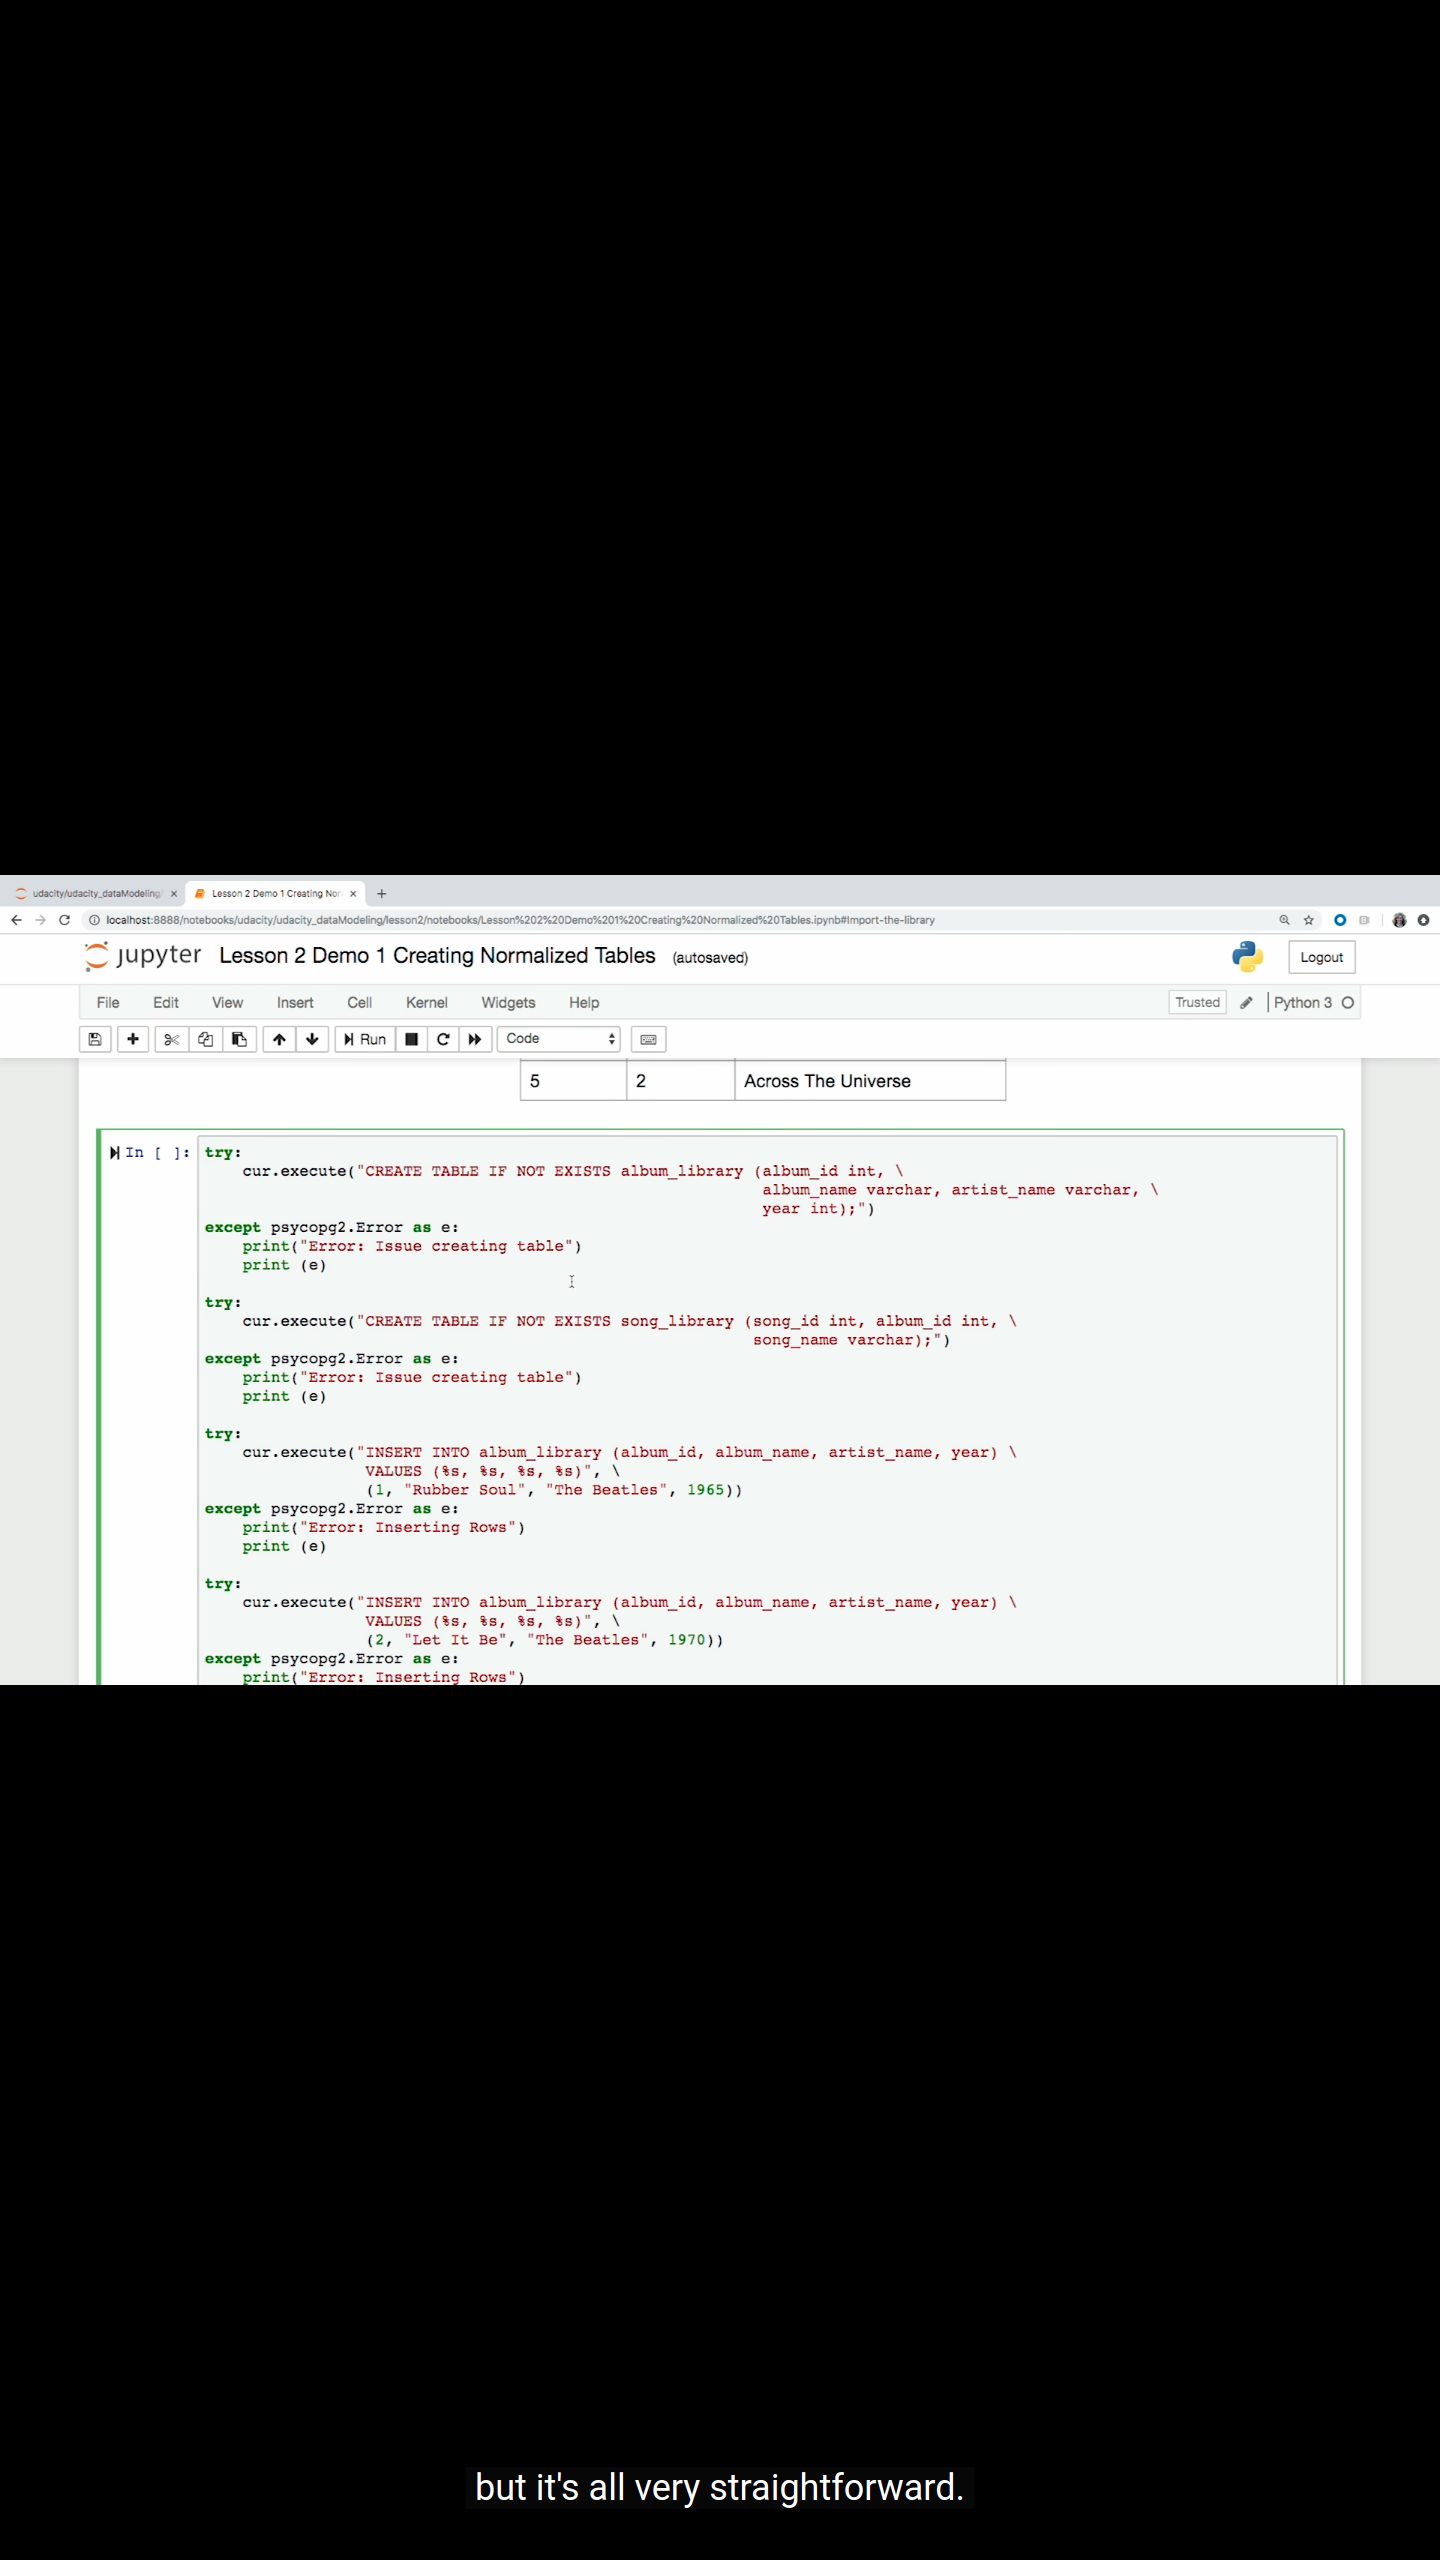 udacity/udacity_dataModeling/
Lesson 2 Demo 1 Creating Nor
localhost:8888/notebooks/udacity/udacity_dataModeling/lesson2/notebooks/Lesson%202%20Demo%201%20Creating%20Normalized%20Tables.ipynb#Import-the-library
jupyter Lesson 2 Demo 1 Creating Normalized Tables (autosaved)
Logout
File Edit View Insert Cell Kernel Widgets Help
Trusted
Python 3
Run
Code
5 2 Across The Universe
In [ ]: try:
    cur.execute("CREATE TABLE IF NOT EXISTS album_library (album_id int, \
                                                           album_name varchar, artist_name varchar, \
                                                           year int);")
except psycopg2.Error as e:
    print("Error: Issue creating table")
    print (e)
try:
    cur.execute("CREATE TABLE IF NOT EXISTS song_library (song_id int, album_id int, \
                                                          song_name varchar);")
except psycopg2.Error as e:
    print("Error: Issue creating table")
    print (e)
try:
    cur.execute("INSERT INTO album_library (album_id, album_name, artist_name, year) \
                 VALUES (%s, %s, %s, %s)", \
                 (1, "Rubber Soul", "The Beatles", 1965))
except psycopg2.Error as e:
    print("Error: Inserting Rows")
    print (e)
try:
    cur.execute("INSERT INTO album_library (album_id, album_name, artist_name, year) \
                 VALUES (%s, %s, %s, %s)", \
                 (2, "Let It Be", "The Beatles", 1970))
except psycopg2.Error as e:
    print("Error: Inserting Rows")
but it's all very straightforward.